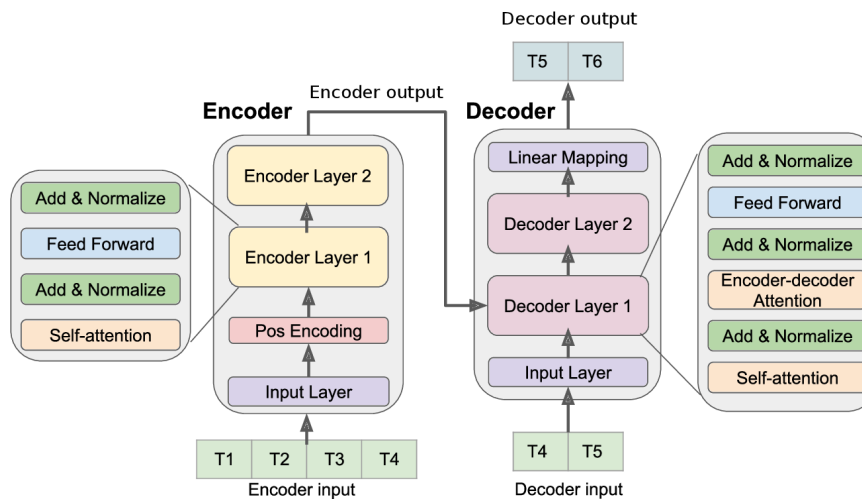 Decoder output
T5 T6
Encoder output
Encoder
Decoder
Add & Normalize
Feed Forward
Add & Normalize
Self-attention
Encoder Layer 2
Encoder Layer 1
Pos Encoding
Input Layer
T1 T2 T3 T4
Encoder input
Linear Mapping
Decoder Layer 2
Decoder Layer 1
Input Layer
T4 T5
Decoder input
Add & Normalize
Feed Forward
Add & Normalize
Encoder-decoder
Attention
Add & Normalize
Self-attention